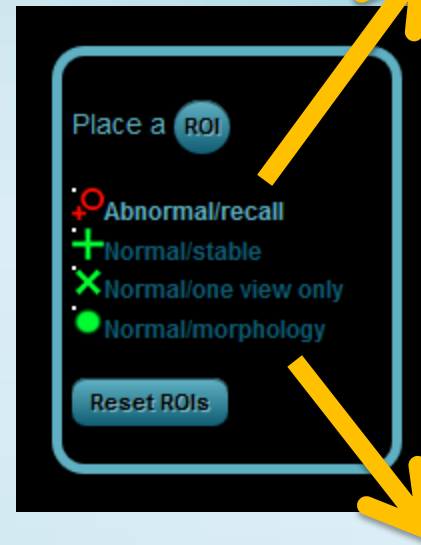 Place a ROI
Abnormal/recall
Normal/stable
Normal/one view only
Normal/morphology
Reset ROIs